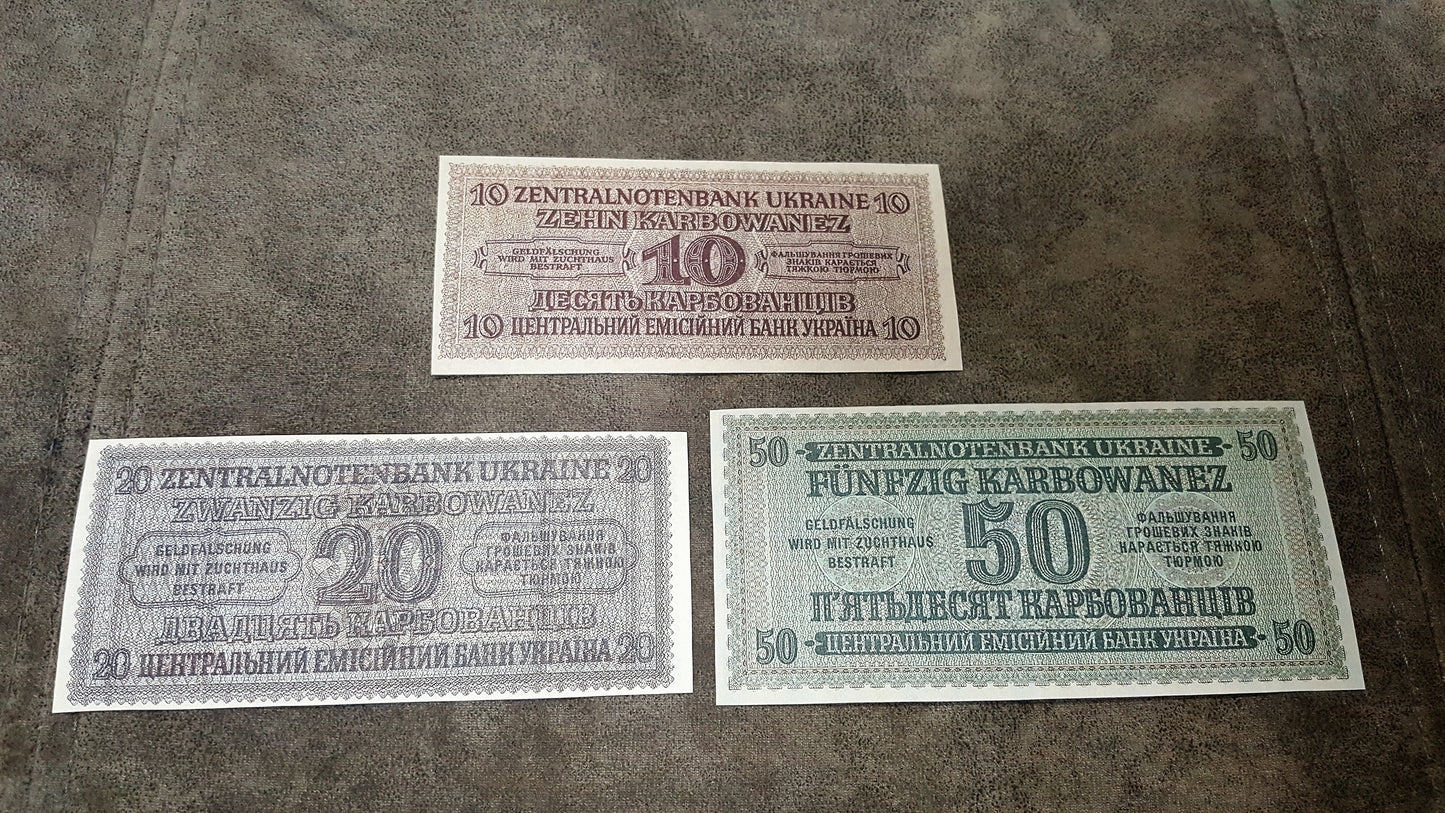 10 ZENTRALNOTENBANK UKRAINE 10
ZEHN KARBOWANEZ
GELDFÄLSCHUNG
WIRD MIT ZUCHTHAUS
BESTRAFT
10
ФАЛЬШУВАННЯ ГРОШЕВИХ
ЗНАКІВ КАРАЄТЬСЯ
ТЯЖКОЮ ТЮРМОЮ
ДЕСЯТЬ КАРБОВАНЦІВ
10 ЦЕНТРАЛЬНИЙ ЕМІСІЙНИЙ БАНК УКРАЇНА 10
20 ZENTRALNOTENBANK UKRAINE 20
ZWANZIG KARBOWANEZ
GELDFÄLSCHUNG
WIRD MIT ZUCHTHAUS
BESTRAFT
20
ФАЛЬШУВАННЯ
ГРОШЕВИХ ЗНАКІВ
КАРАЄТЬСЯ ТЯЖКОЮ
ТЮРМОЮ
ДВАДЦЯТЬ КАРБОВАНЦІВ
20 ЦЕНТРАЛЬНИЙ ЕМІСІЙНИЙ БАНК УКРАЇНА 20
50 ZENTRALNOTENBANK UKRAINE 50
FÜNFZIG KARBOWANEZ
GELDFÄLSCHUNG
WIRD MIT ZUCHTHAUS
BESTRAFT
50
ФАЛЬШУВАННЯ
ГРОШЕВИХ ЗНАКІВ
КАРАЄТЬСЯ ТЯЖКОЮ
ТЮРМОЮ
П'ЯТЬДЕСЯТ КАРБОВАНЦІВ
50 ЦЕНТРАЛЬНИЙ ЕМІСІЙНИЙ БАНК УКРАЇНА 50